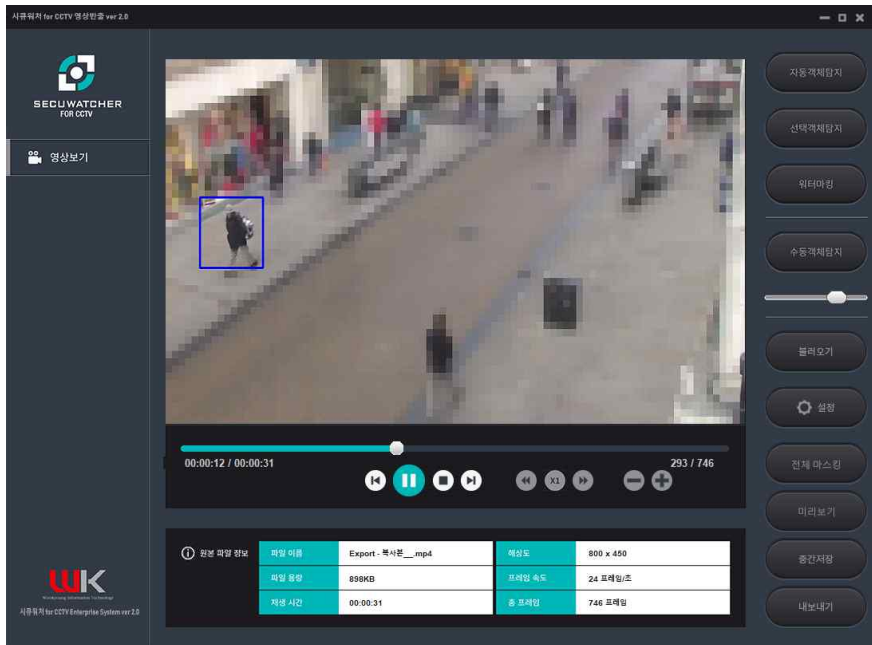 시큐워처 for CCTV 영상반출 ver 2.0
SECUWATCHER
FOR CCTV
영상보기
자동객체탐지
선택객체탐지
워터마킹
수동객체탐지
불러오기
설정
전체 마스킹
미리보기
중간저장
내보내기
00:00:12 / 00:00:31
293 / 746
X1
원본 파일 정보
파일 이름 Export - 복사본__.mp4 해상도 800 x 450
파일 용량 898KB 프레임 속도 24 프레임/초
재생 시간 00:00:31 총 프레임 746 프레임
WK
시큐워처 for CCTV Enterprise System ver 2.0